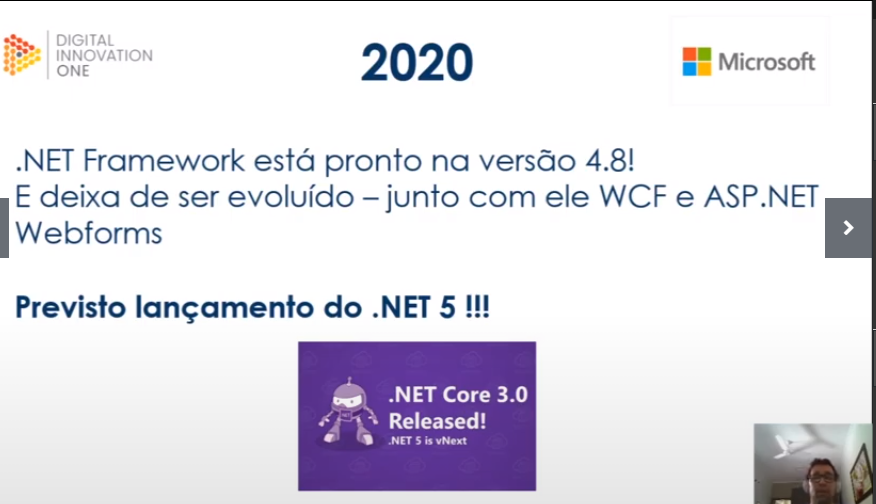 DIGITAL
INNOVATION
ONE
2020
Microsoft
.NET Framework está pronto na versão 4.8!
E deixa de ser evoluído – junto com ele WCF e ASP.NET
Webforms
Previsto lançamento do .NET 5 !!!
.NET Core 3.0
Released!
.NET 5 is vNext
.NET